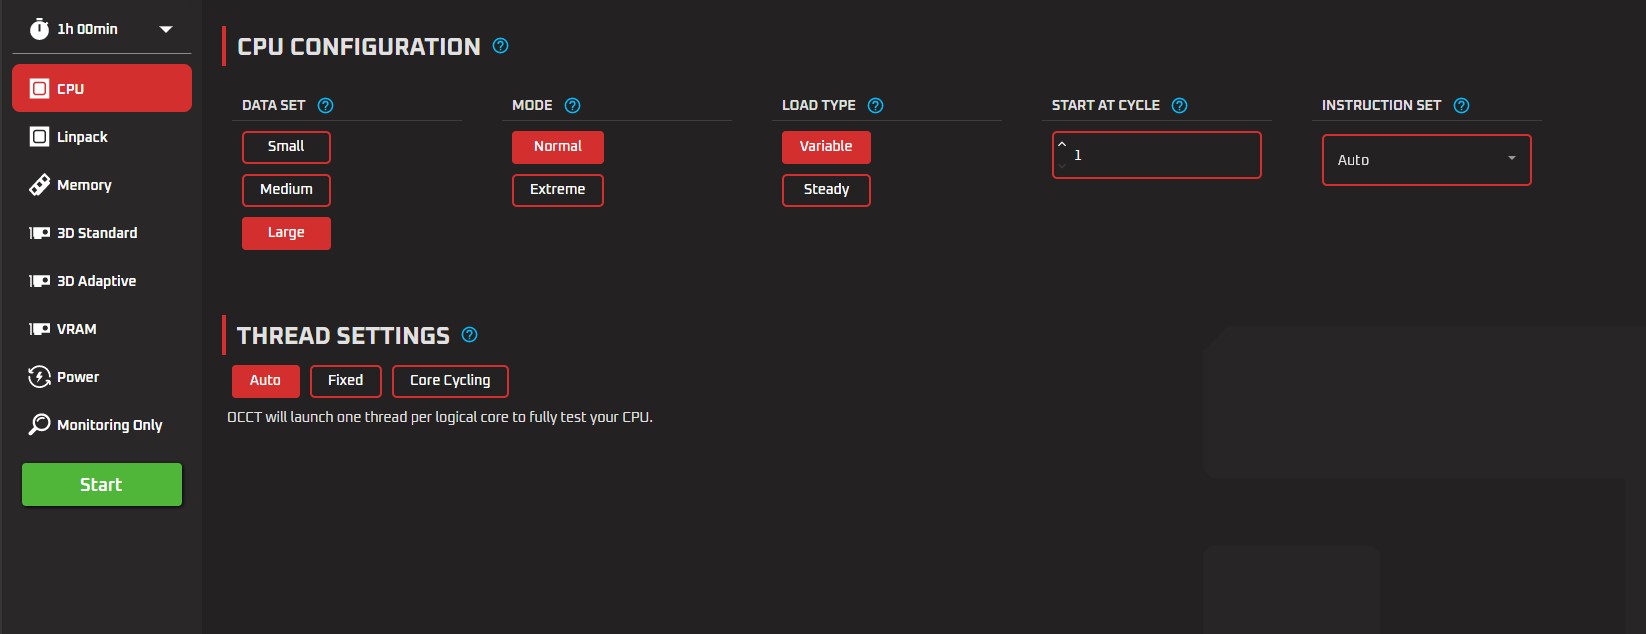 1h 00min
CPU
Linpack
Memory
3D Standard
3D Adaptive
VRAM
Power
Monitoring Only
Start
CPU CONFIGURATION ?
DATA SET ?
Small
Medium
Large
MODE ?
Normal
Extreme
LOAD TYPE ?
Variable
Steady
START AT CYCLE ?
1
INSTRUCTION SET ?
Auto
THREAD SETTINGS ?
Auto Fixed Core Cycling
OCCT will launch one thread per logical core to fully test your CPU.